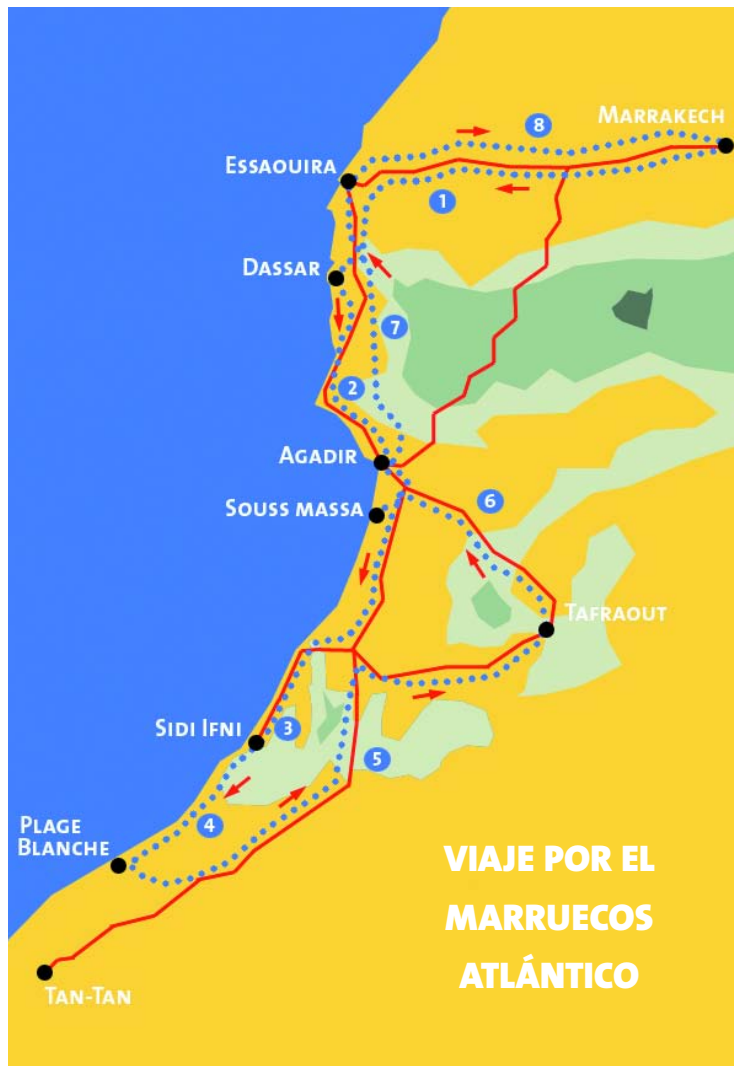 8
MARRAKECH
ESSAOUIRA
1
DASSAR
7
2
AGADIR
6
SOUSS MASSA
TAFRAOUT
SIDI IFNI
3
5
4
PLAGE
BLANCHE
VIAJE POR EL
MARRUECOS
ATLÁNTICO
TAN-TAN